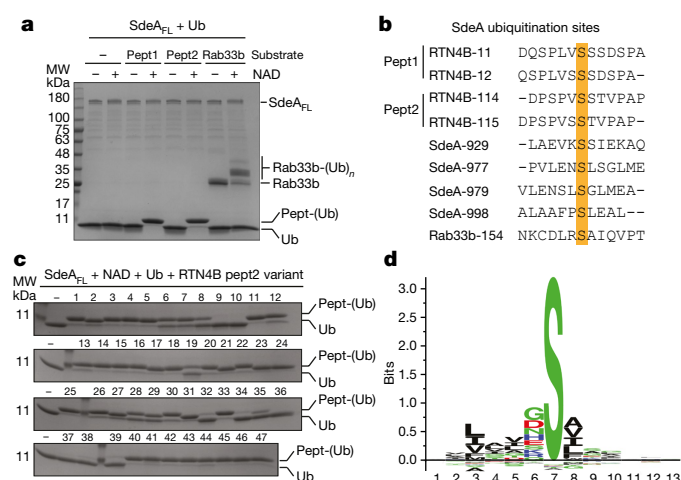 a
SdeAFL + Ub
– Pept1 Pept2 Rab33b Substrate
– + – + – + – + NAD
MW
kDa
180
100
75
63
48
35
25
17
11
SdeAFL
Rab33b-(Ub)n
Rab33b
Pept-(Ub)
Ub
b
SdeA ubiquitination sites
Pept1
RTN4B-11 DQSPLVSSSDSPA
RTN4B-12 QSPLVSSSDSPA-
Pept2
RTN4B-114 -DPSPVSSTVPAP
RTN4B-115 DPSPVSSTVPAP-
SdeA-929 -LAEVKSSIEKAQ
SdeA-977 -PVLENSLSGLME
SdeA-979 VLENSLSGLMEA-
SdeA-998 ALAAFPSLEAL--
Rab33b-154 NKCDLRSAIQVPT
c
SdeAFL + NAD + Ub + RTN4B pept2 variant
MW
kDa
– 1 2 3 4 5 6 7 8 9 10 11 12
11
Pept-(Ub)
Ub
– 13 14 15 16 17 18 19 20 21 22 23 24
11
Pept-(Ub)
Ub
– 25 26 27 28 29 30 31 32 33 34 35 36
11
Pept-(Ub)
Ub
– 37 38 39 40 41 42 43 44 45 46 47
11
Pept-(Ub)
Ub
d
Bits
3.0
2.5
2.0
1.5
1.0
0.5
0.0
S
1 2 3 4 5 6 7 8 9 10 11 12 13